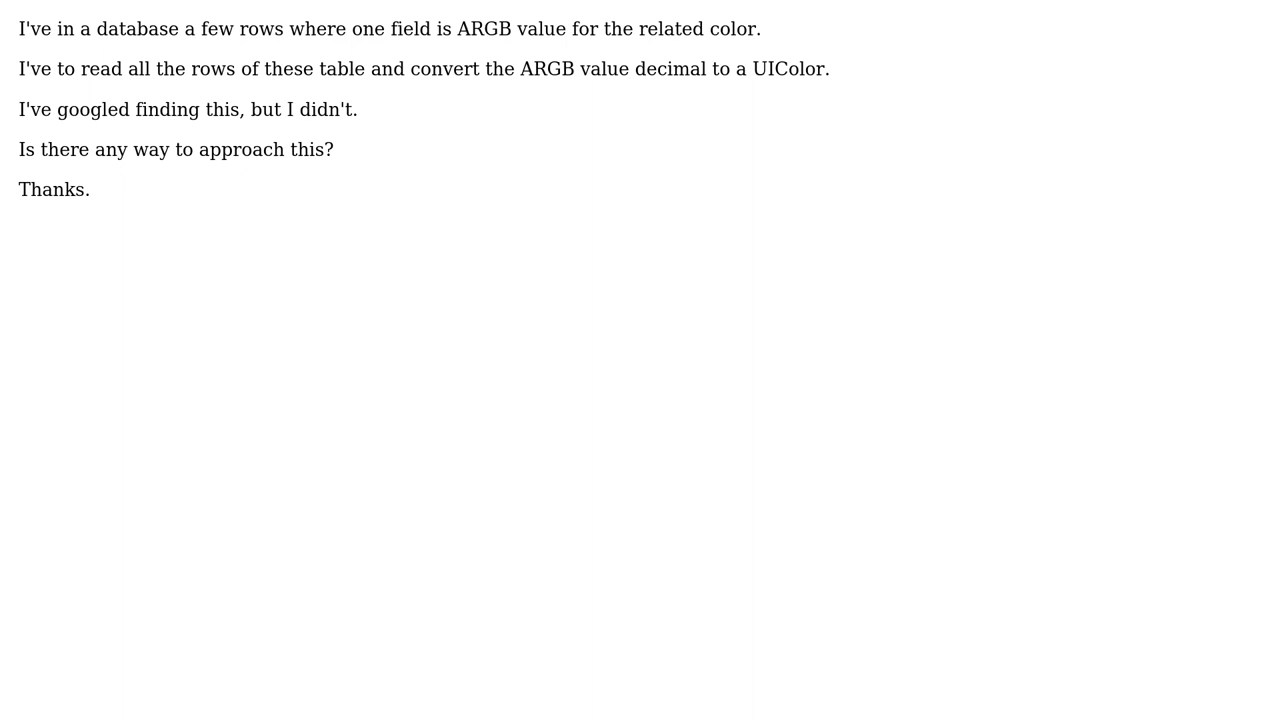 I've in a database a few rows where one field is ARGB value for the related color.
I've to read all the rows of these table and convert the ARGB value decimal to a UIColor.
I've googled finding this, but I didn't.
Is there any way to approach this?
Thanks.